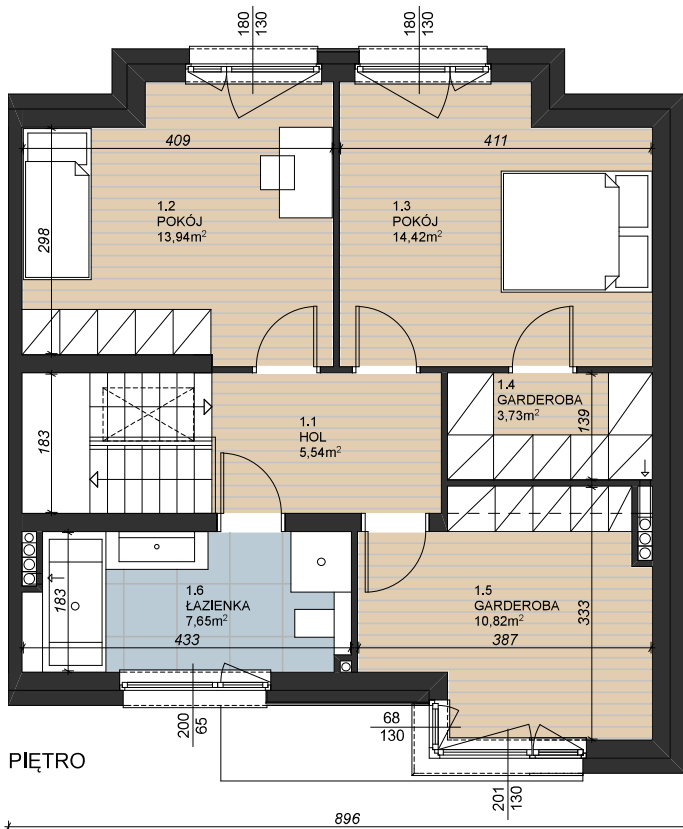 180
130
180
130
409
411
1.2
POKÓJ
13,94m²
1.3
POKÓJ
14,42m²
298
1.4
GARDEROBA
3,73m²
139
183
1.1
HOL
5,54m²
183
1.6
ŁAZIENKA
7,65m²
433
1.5
GARDEROBA
10,82m²
333
387
200
65
68
130
201
130
PIĘTRO
896